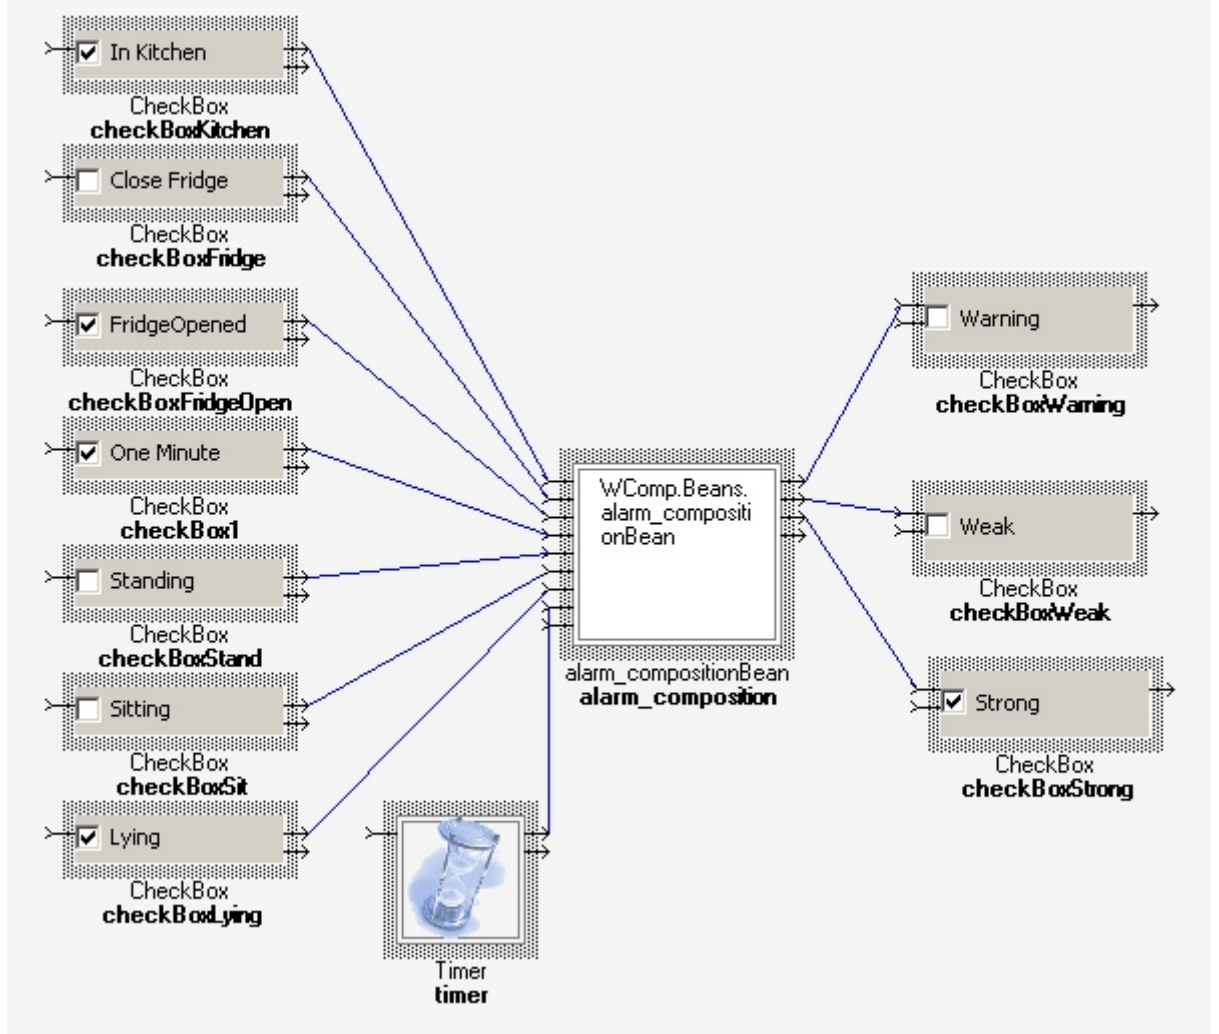 In Kitchen
CheckBox
checkBoxKitchen
Close Fridge
CheckBox
checkBoxFridge
FridgeOpened
CheckBox
checkBoxFridgeOpen
One Minute
CheckBox
checkBox1
Standing
CheckBox
checkBoxStand
Sitting
CheckBox
checkBoxSit
Lying
CheckBox
checkBoxLying
Timer
timer
WComp.Beans.
alarm_compositi
onBean
alarm_compositionBean
alarm_composition
Warning
CheckBox
checkBoxWarning
Weak
CheckBox
checkBoxWeak
Strong
CheckBox
checkBoxStrong